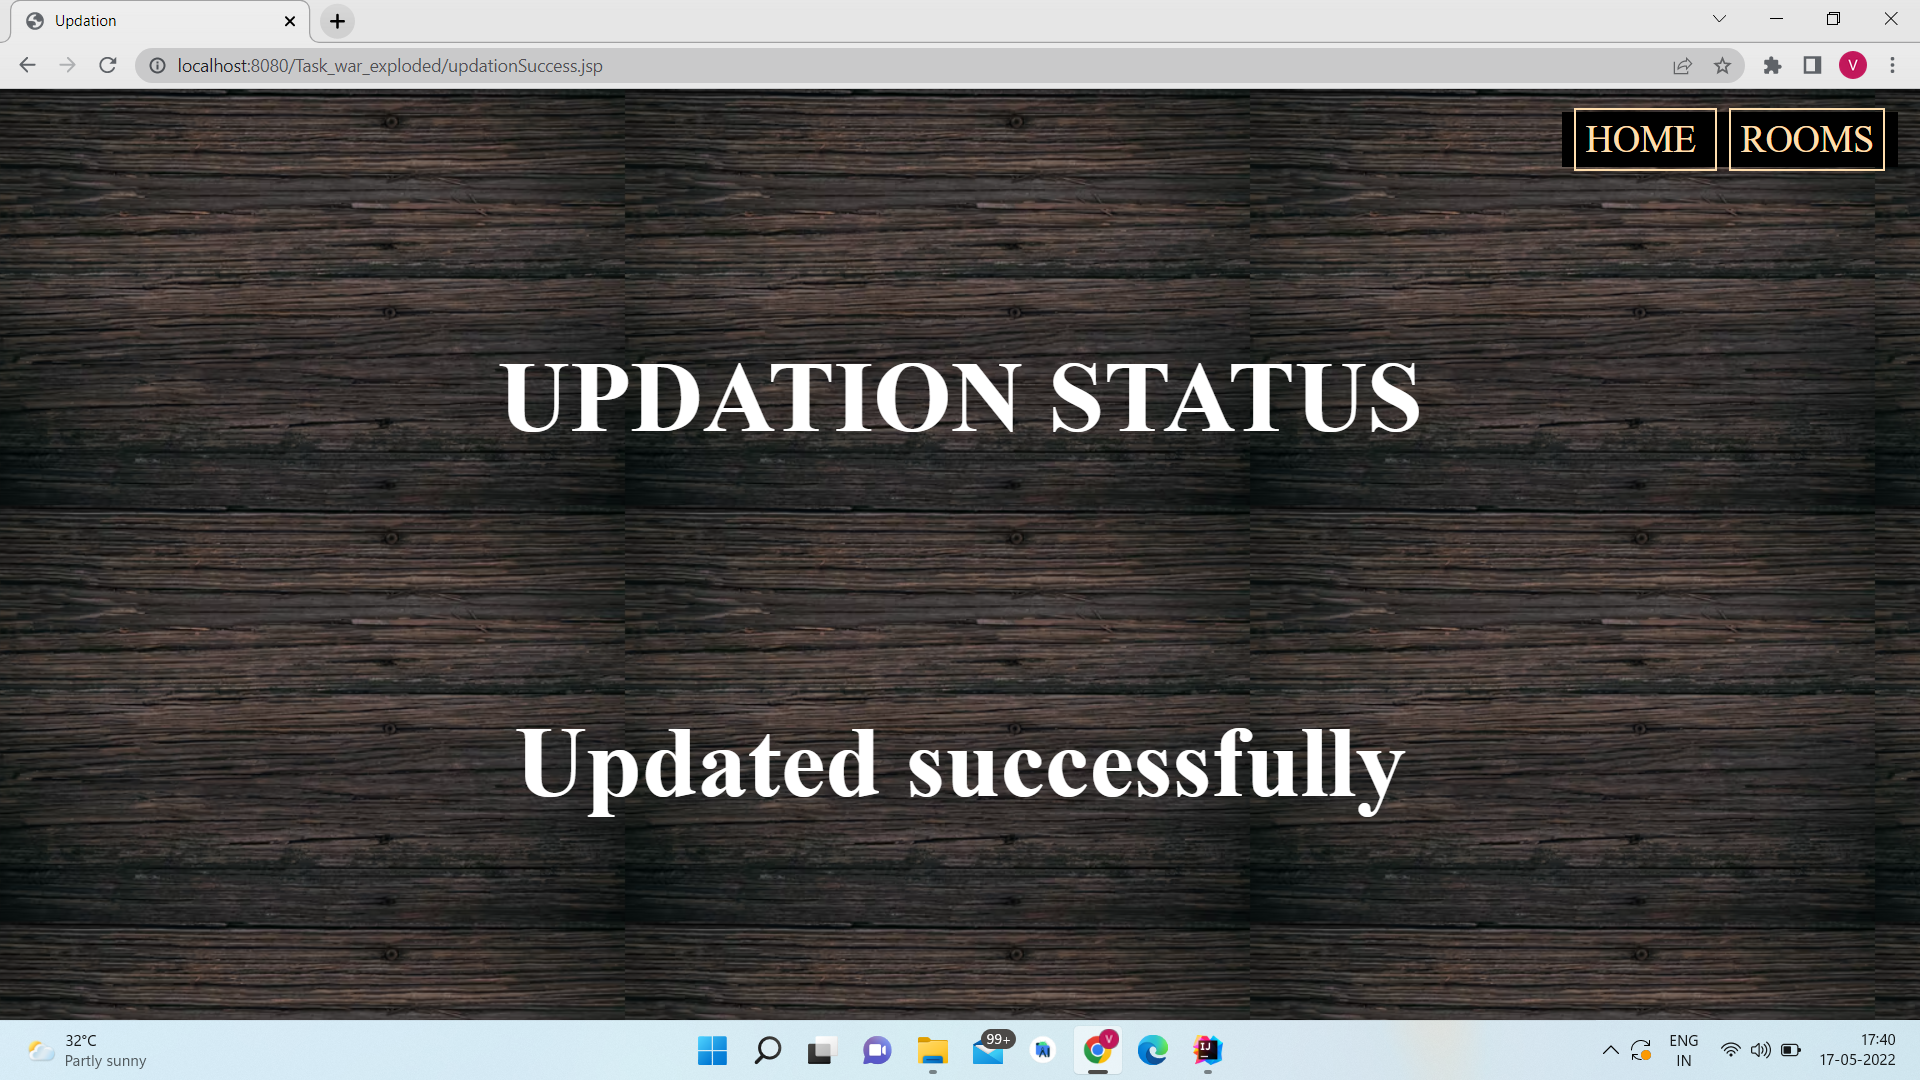 Updation
localhost:8080/Task_war_exploded/updationSuccess.jsp
V
HOME ROOMS
UPDATION STATUS
Updated successfully
32°C
Partly sunny
99+
V
IJ
ENG
IN
17:40
17-05-2022